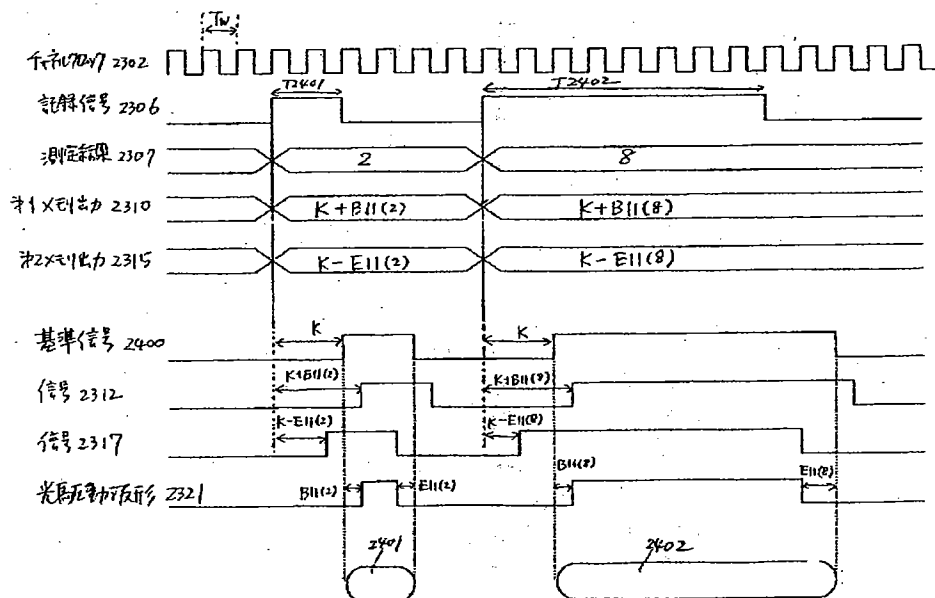 Tw
チャネルクロック 2302
T2401
T2402
記録信号 2306
測定結果 2307
2
8
第1メモリ出力 2310
K+B11(2)
K+B11(8)
第2メモリ出力 2315
K-E11(2)
K-E11(8)
基準信号 2400
K
K
信号 2312
K+B11(2)
K+B11(8)
信号 2317
K-E11(2)
K-E11(8)
光駆動波形 2321
B11(2)
E11(2)
B11(8)
E11(8)
2401
2402